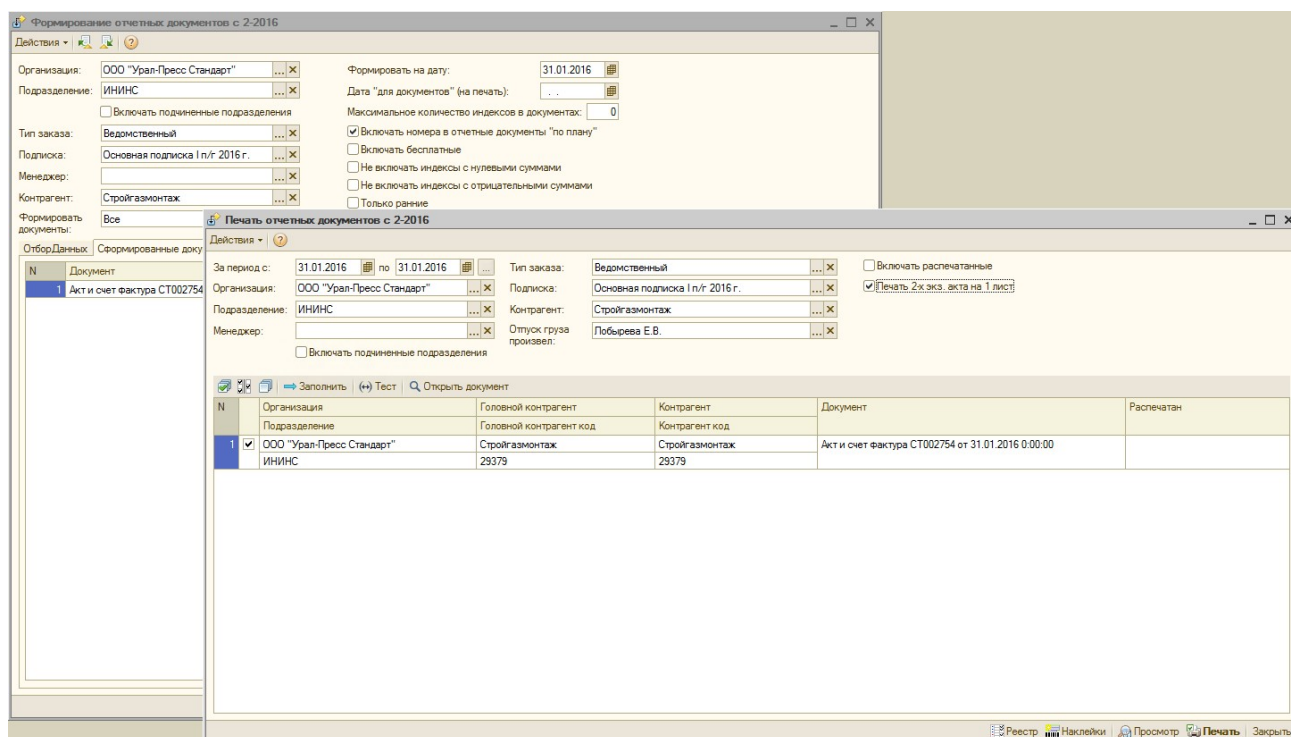 Формирование отчетных документов с 2-2016
Действия
Организация: ООО "Урал-Пресс Стандарт" ... Формировать на дату: 31.01.2016
Подразделение: ИНИНС ... Дата "для документов" (на печать): . .
Включать подчиненные подразделения Максимальное количество индексов в документах: 0
Тип заказа: Ведомственный ... Включать номера в отчетные документы "по плану"
Подписка: Основная подписка I п/г 2016 г. ... Включать бесплатные
Не включать индексы с нулевыми суммами
Менеджер: ...
Не включать индексы с отрицательными суммами
Контрагент: Стройгазмонтаж ... Только ранние
Формировать документы: Все
ОтборДанных Сформированные доку
N Документ
1 Акт и счет фактура СТ002754
Печать отчетных документов с 2-2016
Действия
За период с: 31.01.2016 по 31.01.2016 ... Тип заказа: Ведомственный ... Включать распечатанные
Организация: ООО "Урал-Пресс Стандарт" ... Подписка: Основная подписка I п/г 2016 г. ... Печать 2-х экз. акта на 1 лист
Подразделение: ИНИНС ... Контрагент: Стройгазмонтаж ...
Менеджер: ... Отпуск груза произвел: Лобырева Е.В. ...
Включать подчиненные подразделения
Заполнить Тест Открыть документ
N Организация Головной контрагент Контрагент Документ Распечатан
Подразделение Головной контрагент код Контрагент код
1 ООО "Урал-Пресс Стандарт" Стройгазмонтаж Стройгазмонтаж Акт и счет фактура СТ002754 от 31.01.2016 0:00:00
ИНИНС 29379 29379
Реестр Наклейки Просмотр Печать Закрыть